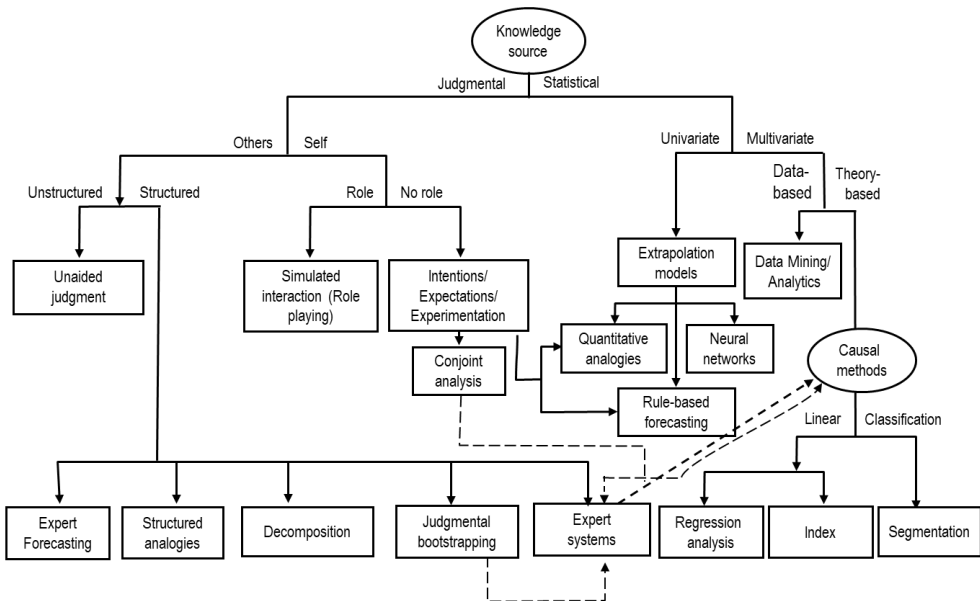 Knowledge
source
Judgmental Statistical
Others Self
Univariate Multivariate
Data-
based
Theory-
based
Unstructured Structured
Role No role
Unaided
judgment
Simulated
interaction (Role
playing)
Intentions/
Expectations/
Experimentation
Extrapolation
models
Data Mining/
Analytics
Conjoint
analysis
Quantitative
analogies
Neural
networks
Causal
methods
Rule-based
forecasting
Linear Classification
Expert
Forecasting
Structured
analogies
Decomposition
Judgmental
bootstrapping
Expert
systems
Regression
analysis
Index
Segmentation